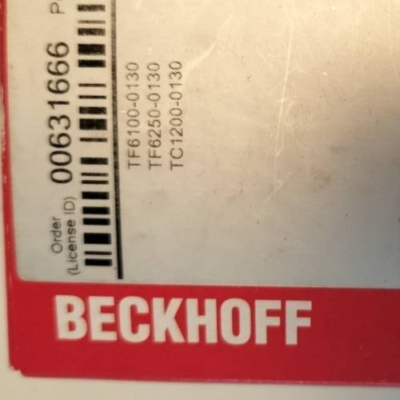 Order
(License ID) 00631666 P
TF6100-0130
TF6250-0130
TC1200-0130
BECKHOFF